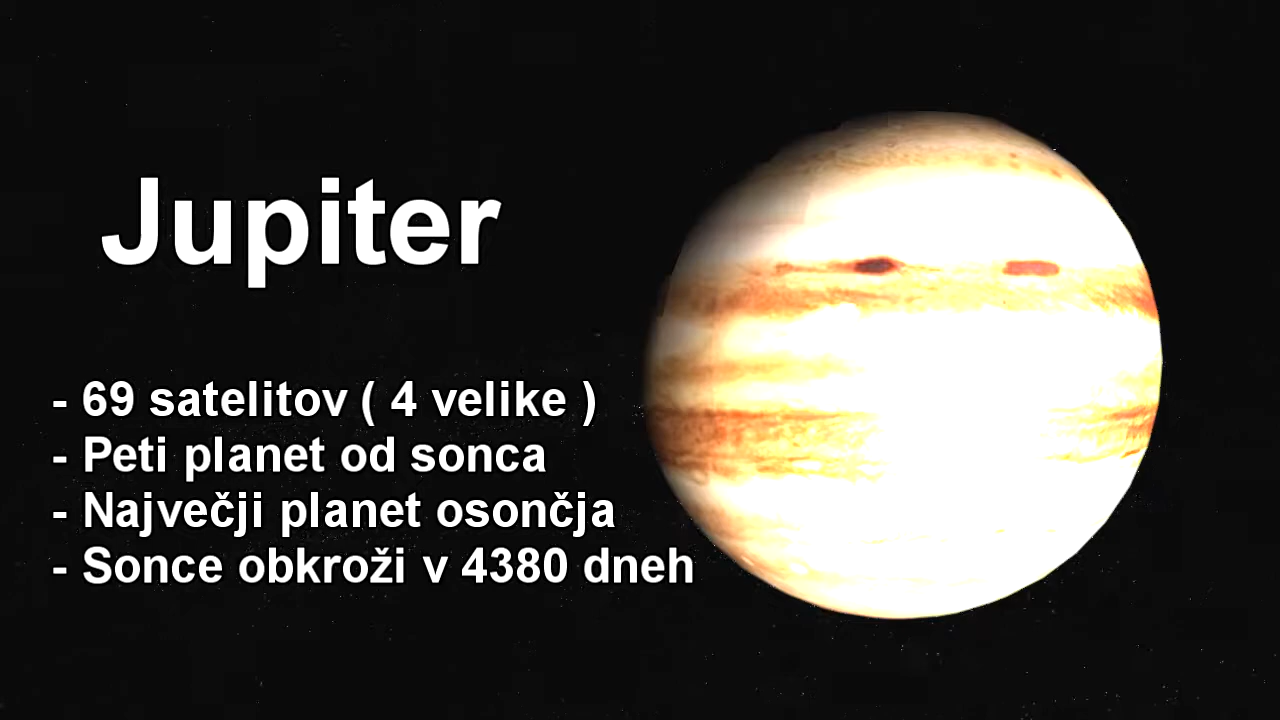 Jupiter
- 69 satelitov ( 4 velike )
- Peti planet od sonca
- Največji planet osončja
- Sonce obkroži v 4380 dneh